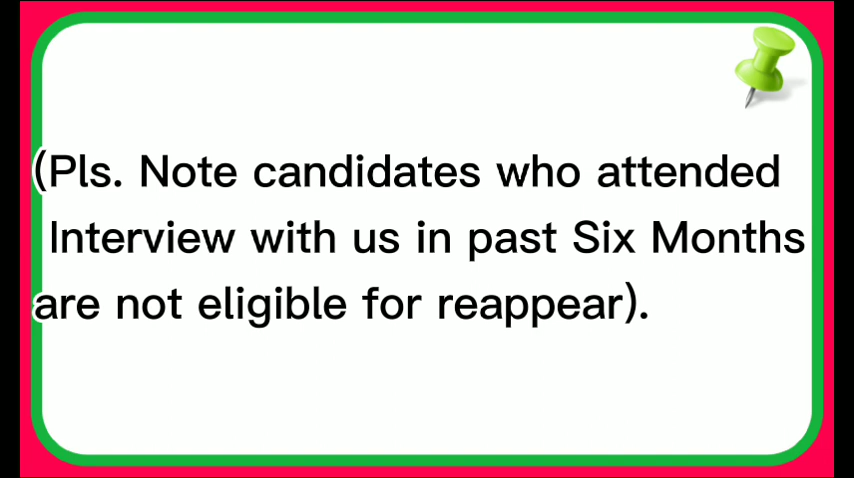 (Pls. Note candidates who attended
Interview with us in past Six Months
are not eligible for reappear).